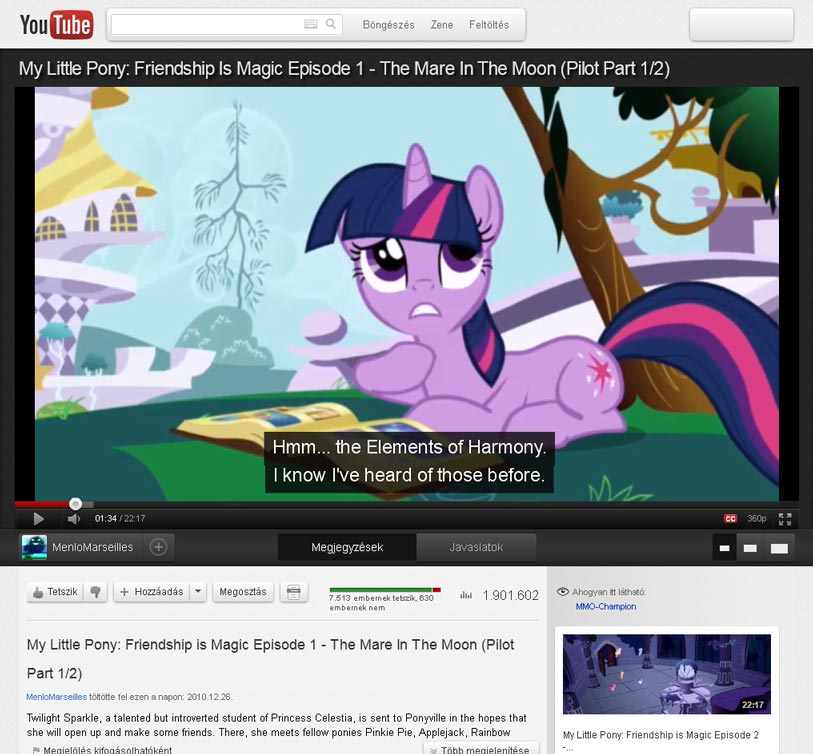 YouTube
Böngészés Zene Feltöltés
My Little Pony: Friendship Is Magic Episode 1 - The Mare In The Moon (Pilot Part 1/2)
Hmm... the Elements of Harmony.
I know I've heard of those before.
01:34 / 22:17 CC 360p
MenloMarseilles Megjegyzések Javaslatok
Tetszik Hozzáadás Megosztás
7.513 embernek tetszik, 630
embernek nem
1.901.602
My Little Pony: Friendship is Magic Episode 1 - The Mare In The Moon (Pilot
Part 1/2)
MenloMarseilles töltötte fel ezen a napon: 2010.12.26.
Twilight Sparkle, a talented but introverted student of Princess Celestia, is sent to Ponyville in the hopes that
she will open up and make some friends. There, she meets fellow ponies Pinkie Pie, Applejack, Rainbow
Megjelölés kifogásolhatóként Több megjelenítése
Ahogyan itt látható:
MMO-Champion
22:17
My Little Pony: Friendship is Magic Episode 2
-...